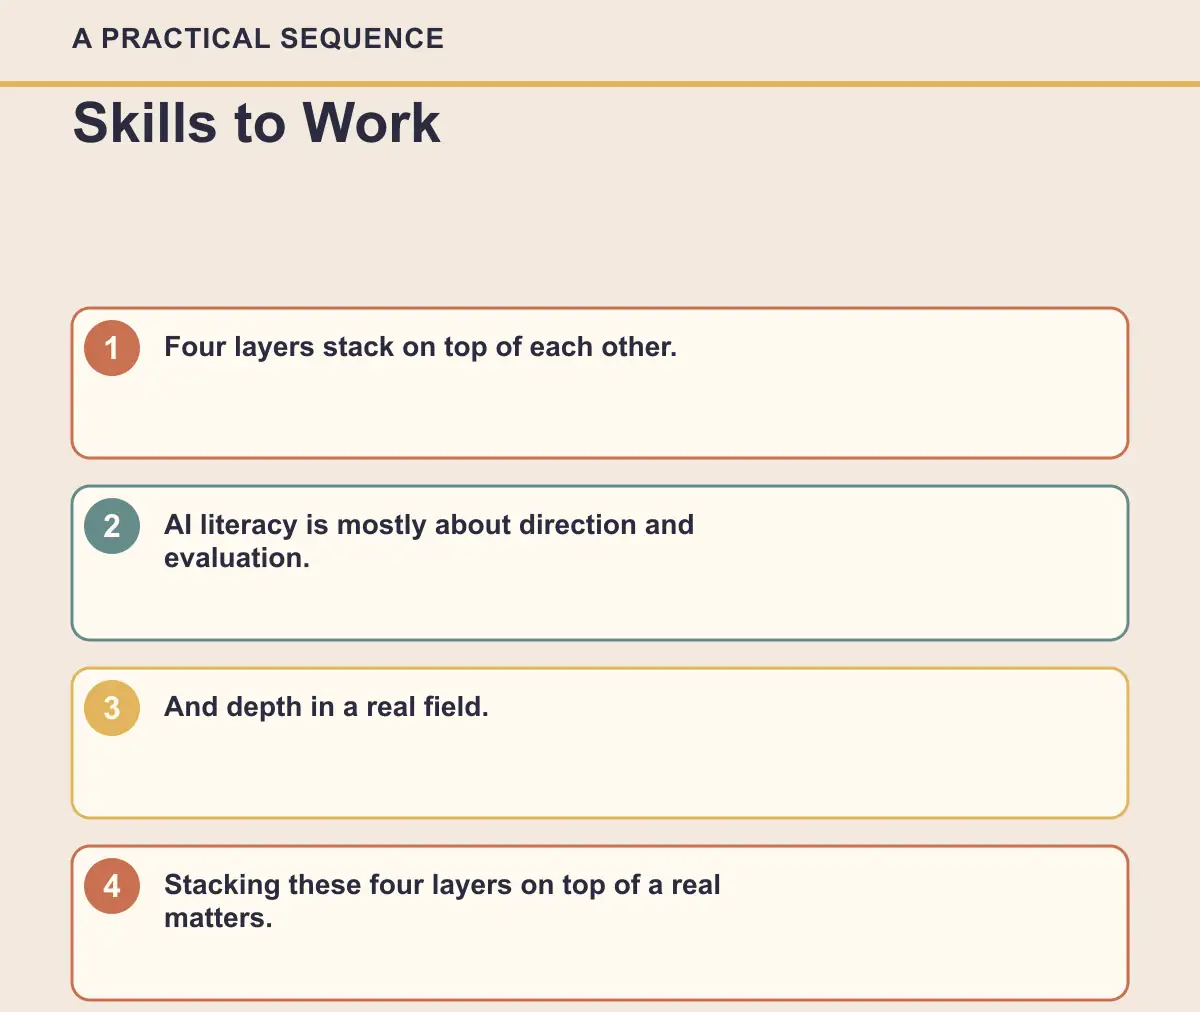 A PRACTICAL SEQUENCE
Skills to Work
1
Four layers stack on top of each other.
2
AI literacy is mostly about direction and
evaluation.
3
And depth in a real field.
4
Stacking these four layers on top of a real
matters.